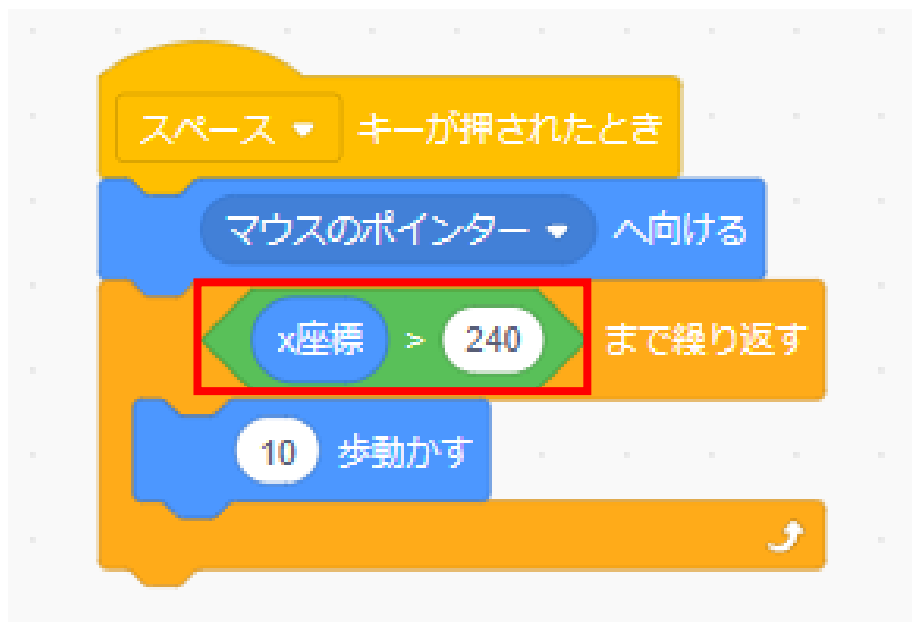 スペース キーが押されたとき
マウスのポインター へ向ける
x座標 > 240 まで繰り返す
10 歩動かす